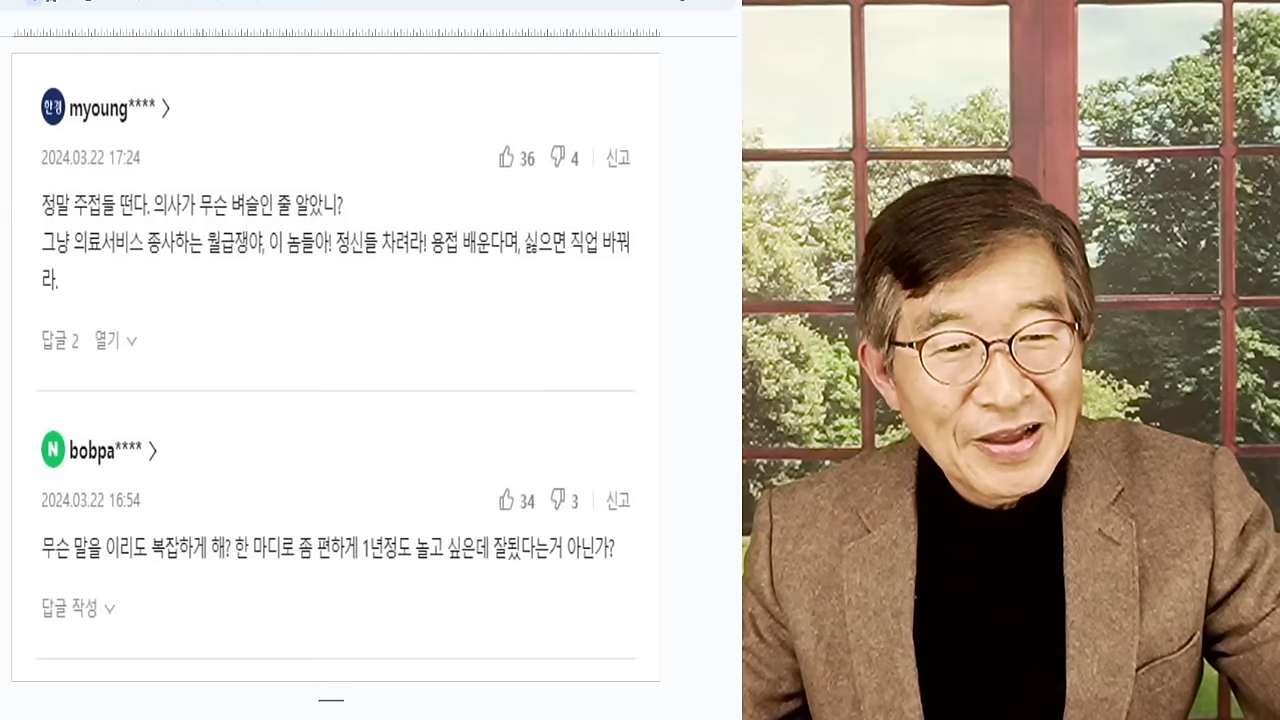 한경 myoung**** 〉
2024.03.22 17:24 36 4 신고
정말 주접들 떤다. 의사가 무슨 벼슬인 줄 알았니?
그냥 의료서비스 종사하는 월급쟁야, 이 놈들아! 정신들 차려라! 용접 배운다며, 싫으면 직업 바꿔
라.
답글 2 열기
N bobpa**** 〉
2024.03.22 16:54 34 3 신고
무슨 말을 이리도 복잡하게 해? 한 마디로 좀 편하게 1년정도 놀고 싶은데 잘됐다는거 아닌가?
답글 작성